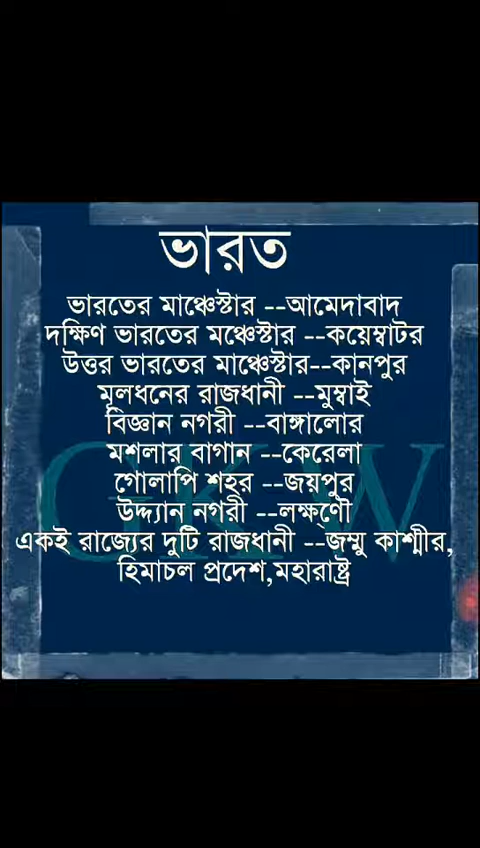 ভারত
ভারতের মাঞ্চেস্টার --আমেদাবাদ
দক্ষিণ ভারতের মঞ্চেস্টার --কয়েম্বাটর
উত্তর ভারতের মাঞ্চেস্টার--কানপুর
মূলধনের রাজধানী --মুম্বাই
বিজ্ঞান নগরী --বাঙ্গালোর
মশলার বাগান --কেরেলা
গোলাপি শহর --জয়পুর
উদ্দ্যান নগরী --লক্ষ্ণৌ
একই রাজ্যের দুটি রাজধানী --জম্মু কাশ্মীর,
হিমাচল প্রদেশ,মহারাষ্ট্র
GKW